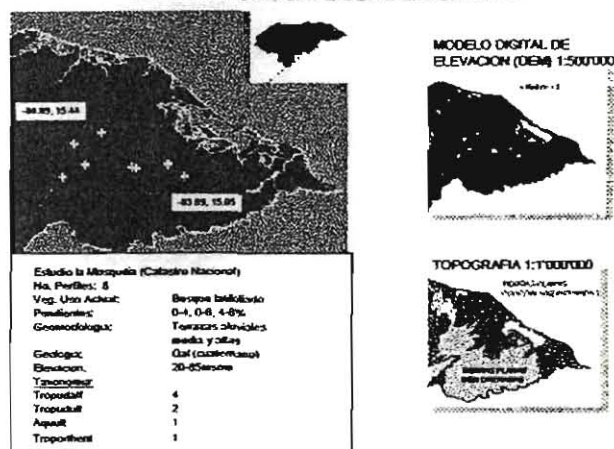 -84.89, 15.44
-83.89, 15.05
Estudio la Mosquitia (Catastro Nacional)
No. Perfiles: 8
Veg. Uso Actual: Bosque latifoliado
Pendientes: 0-4, 0-8, 4-8%
Geomorfologia: Terrazas aluviales
media y altas
Geologia: Qal (cuaternario)
Elevacion: 20-85msnm
Taxonomia:
Tropudalf 4
Tropudult 2
Aquult 1
Troporthent 1
MODELO DIGITAL DE
ELEVACION (DEM) 1:500'000
TOPOGRAFIA 1:1'000'000